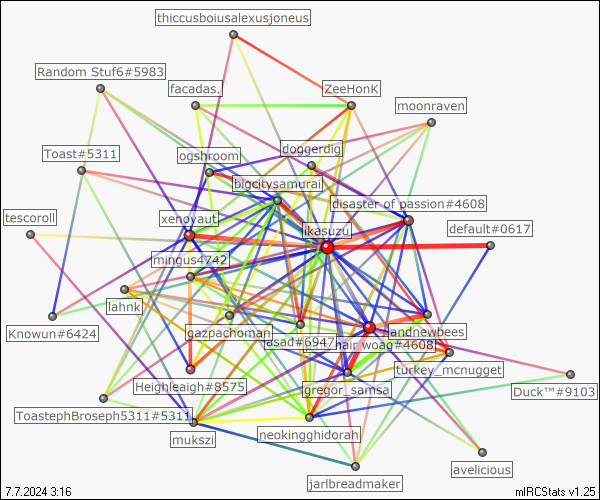 thiccusboiusalexusjoneus
Random Stuf6#5983
facadas.
ZeeHonK
moonraven
Toast#5311
ogshroom
doogerdig
bigcitysamurai
disaster of passion#4608
tescoroll
xenoyaut
ikasuzu
default#0617
mingus4742
lahnk
gazpachoman
landnewbees
Knowun#6424
asad#6947
hair woag#4608
Heighleaigh#8575
gregor_samsa
turkey_mcnugget
Duck™#9103
ToastephBroseph5311#5311
mukszi
neokingghidorah
avelicious
jarlbreadmaker
7.7.2024 3:16
mIRCStats v1.25